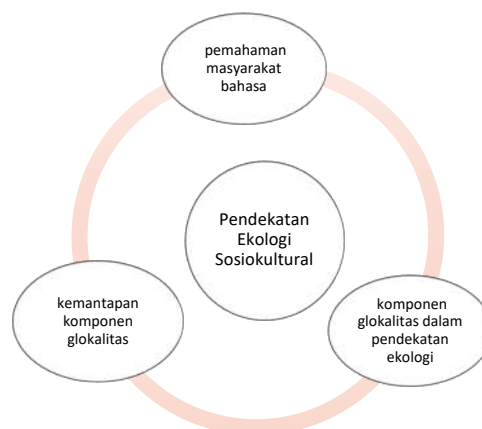 pemahaman
masyarakat
bahasa
Pendekatan
Ekologi
Sosiokultural
kemantapan
komponen
glokalitas
komponen
glokalitas dalam
pendekatan
ekologi